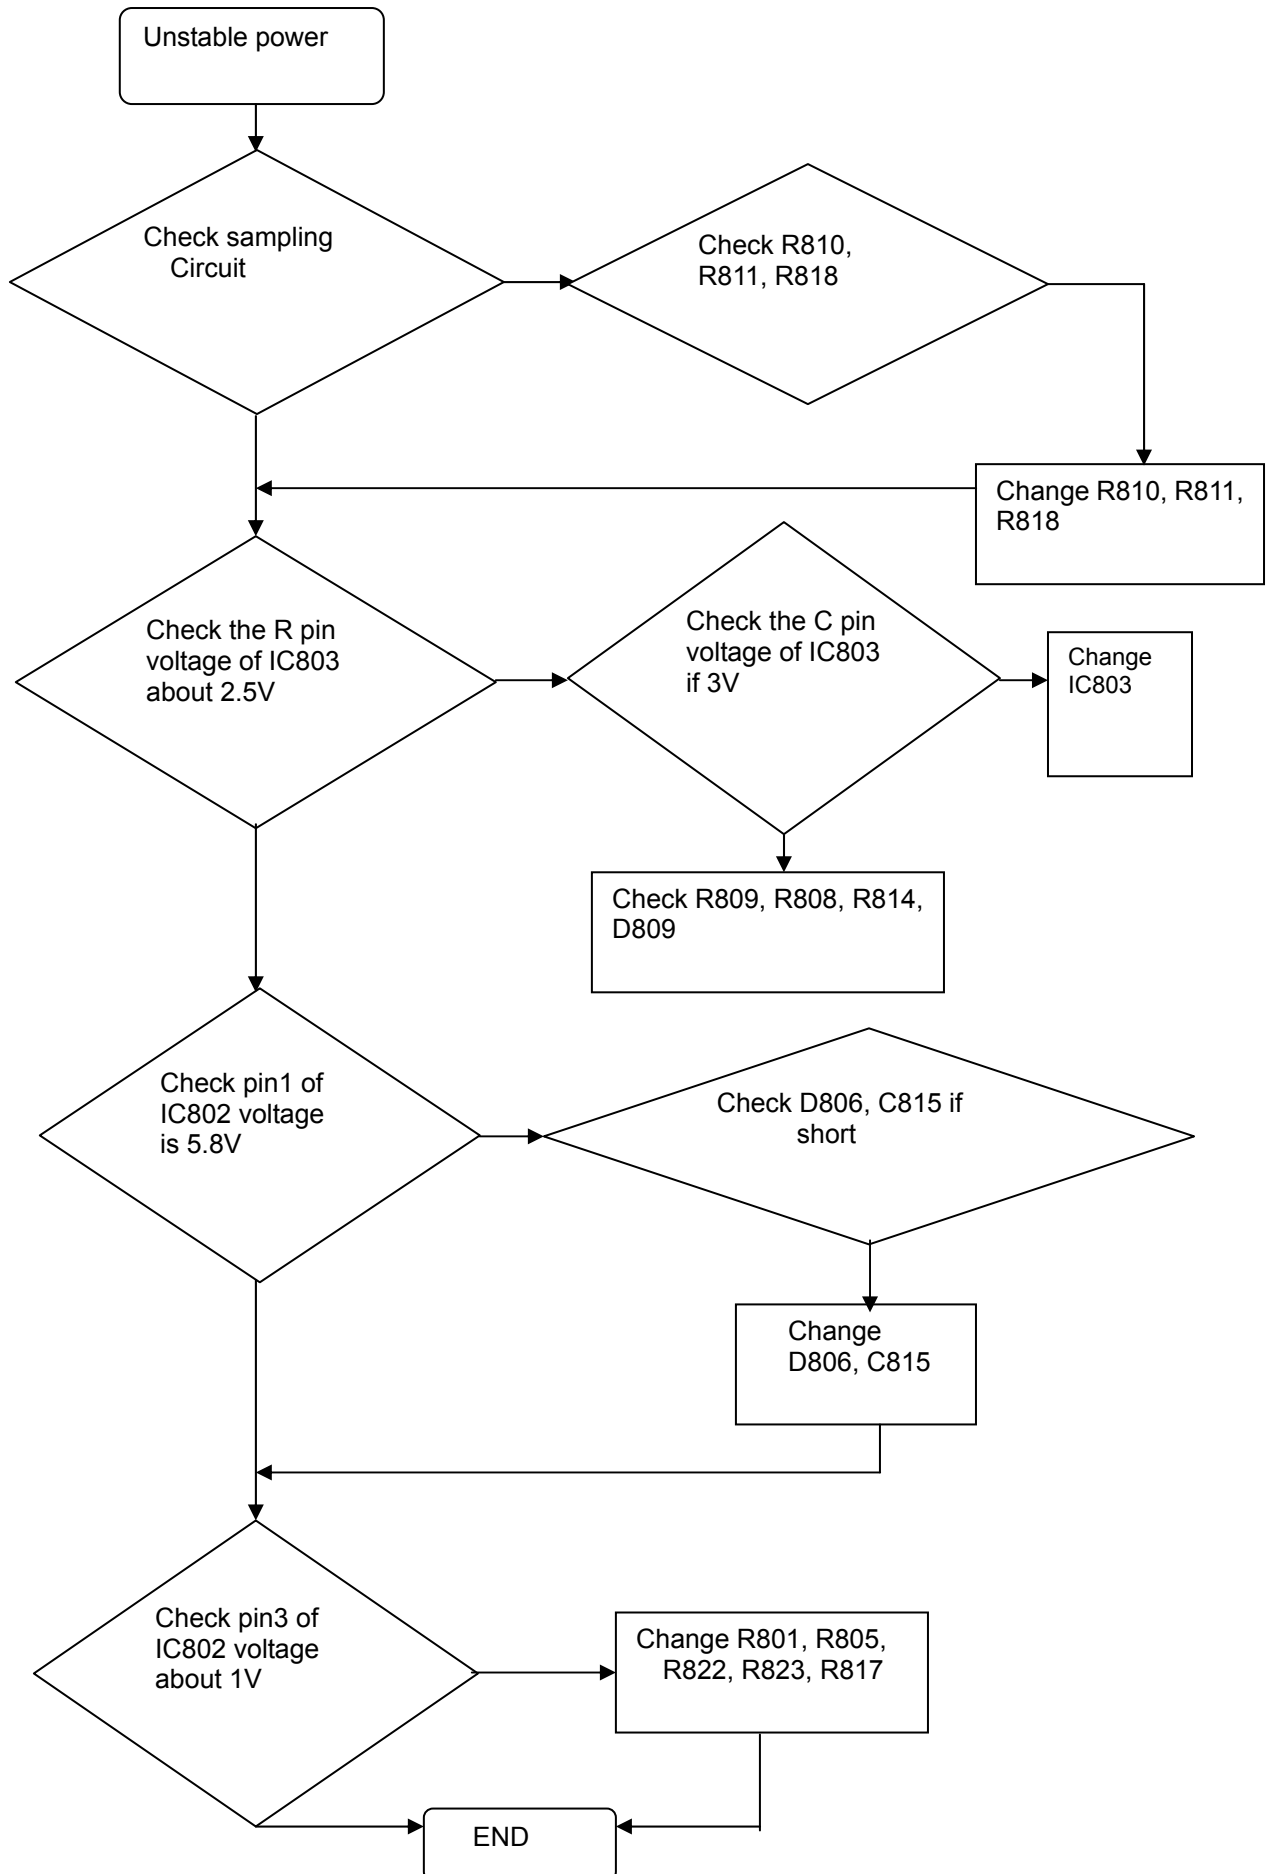 Unstable power
Check sampling
Circuit
Check R810,
R811, R818
Change R810, R811,
R818
Check the R pin
voltage of IC803
about 2.5V
Check the C pin
voltage of IC803
if 3V
Change
IC803
Check R809, R808, R814,
D809
Check pin1 of
IC802 voltage
is 5.8V
Check D806, C815 if
short
Change
D806, C815
Check pin3 of
IC802 voltage
about 1V
Change R801, R805,
R822, R823, R817
END